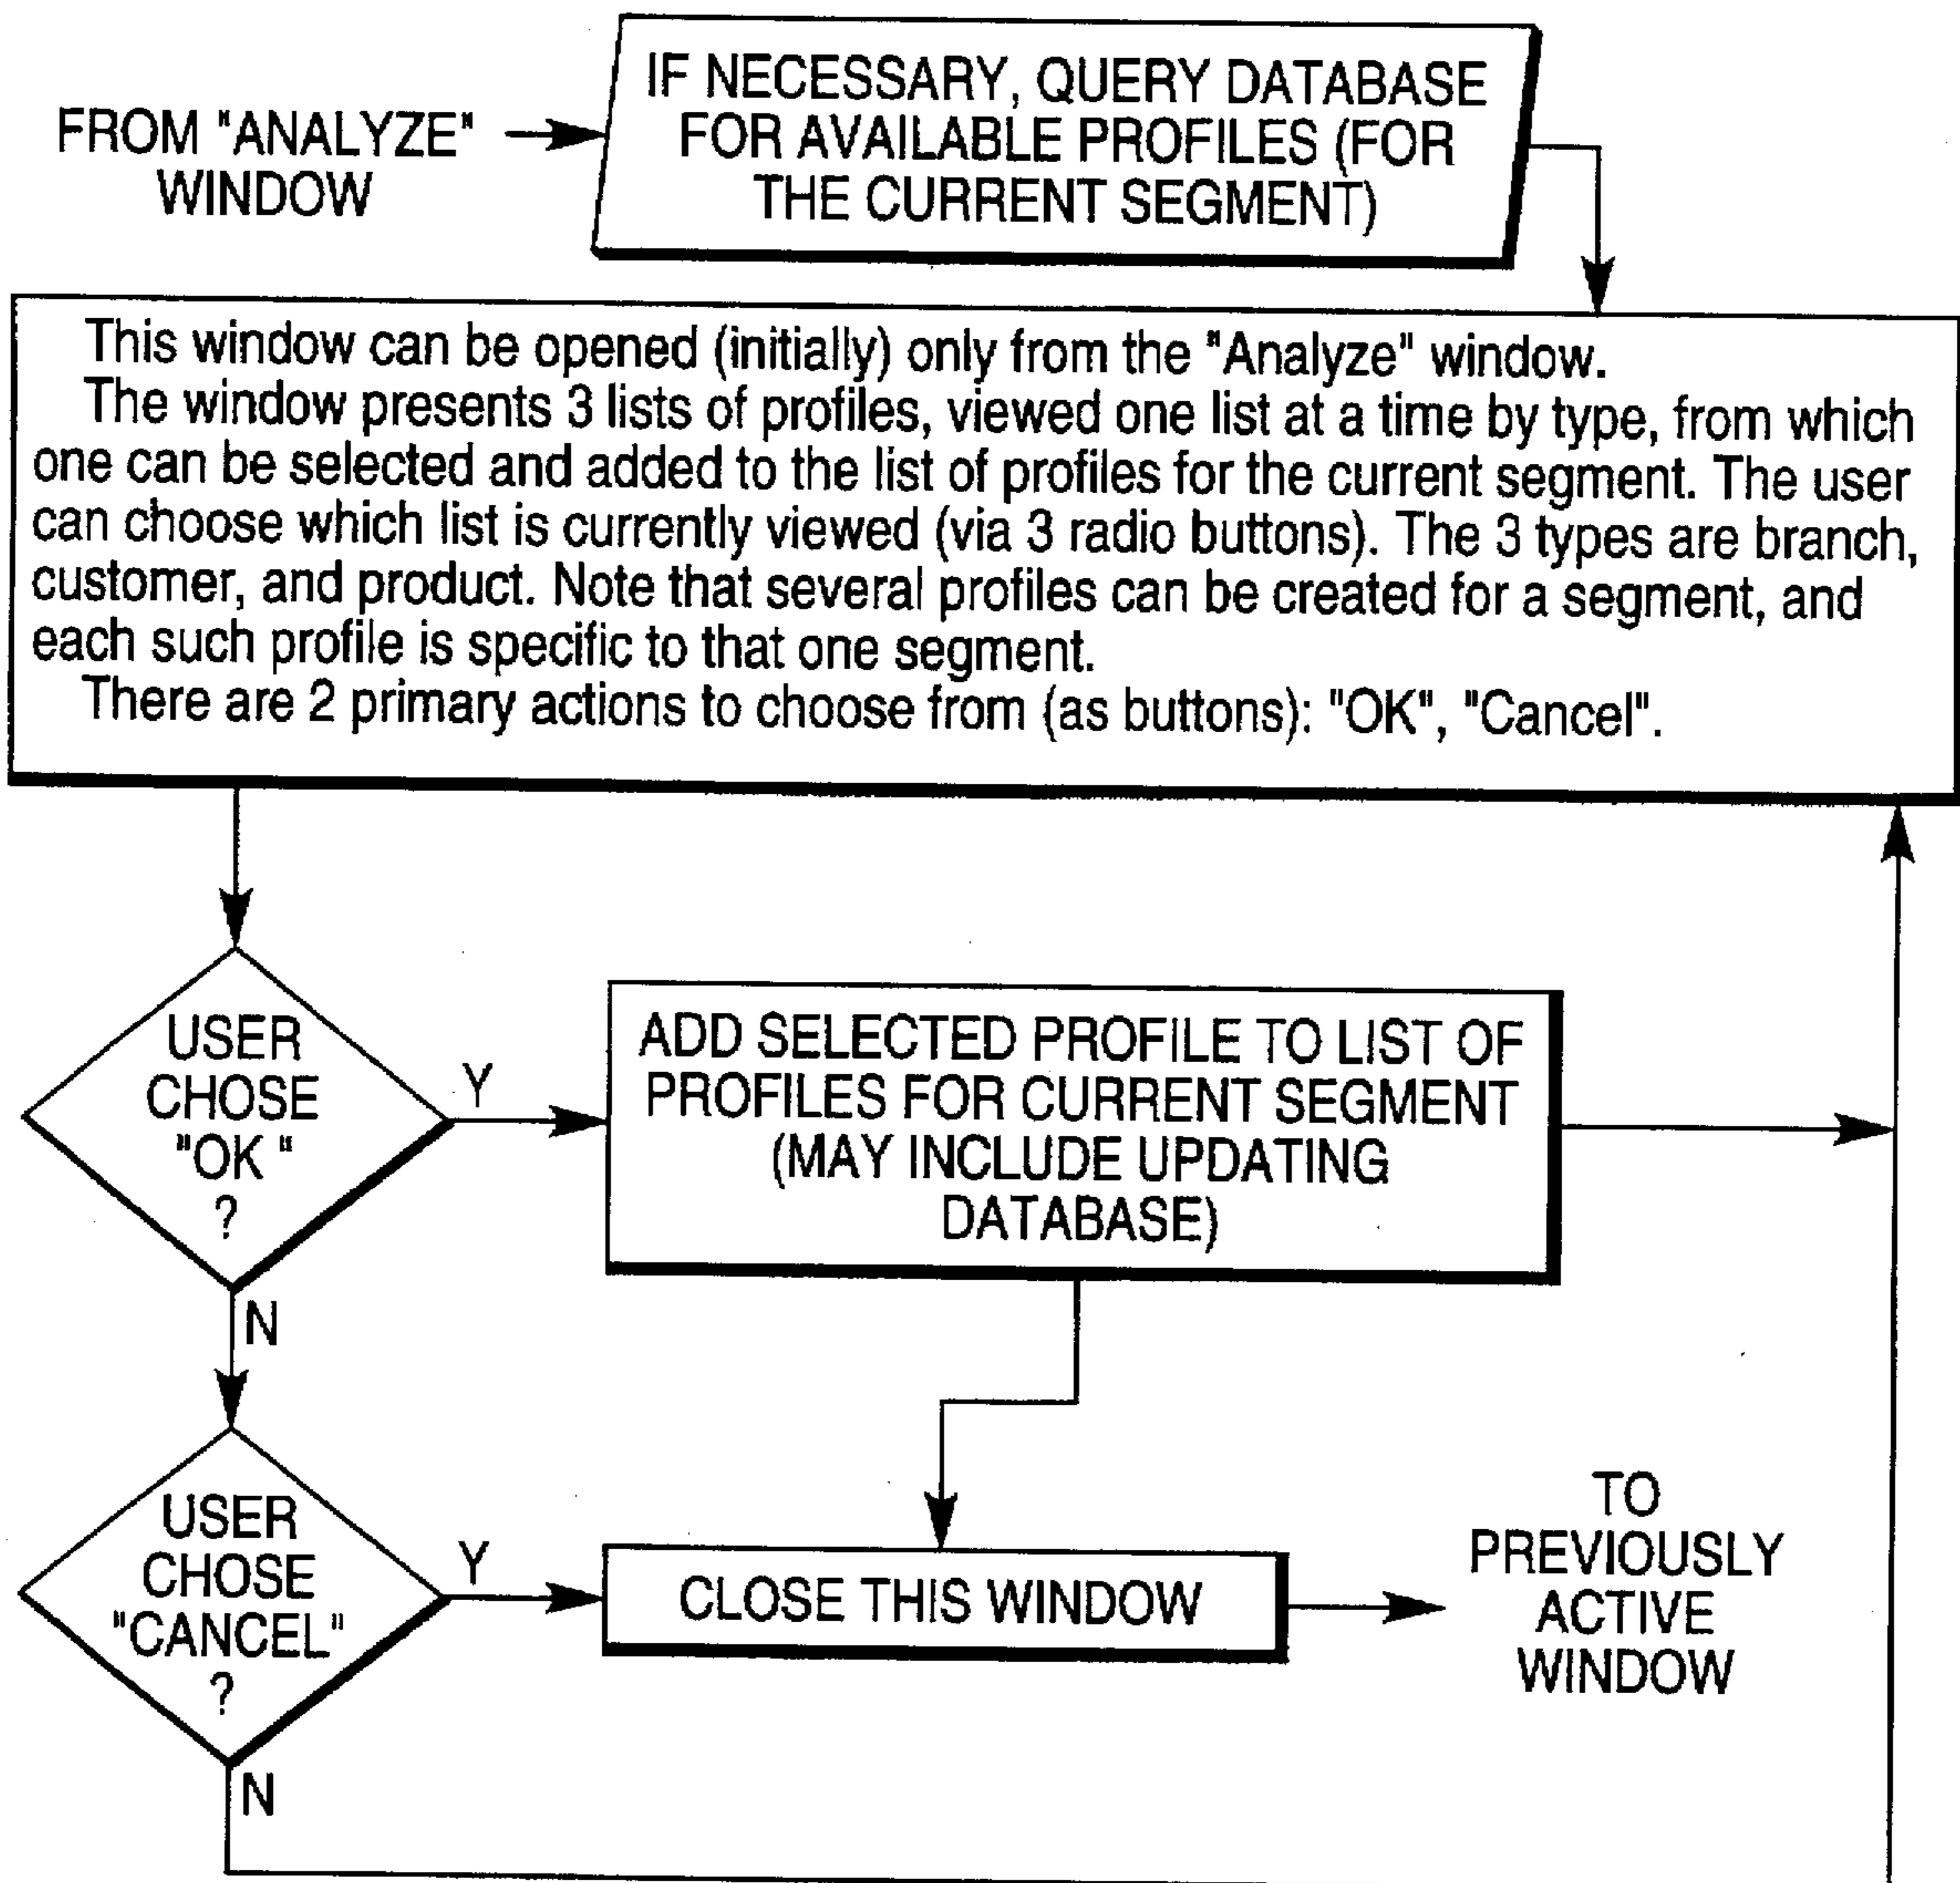 FROM "ANALYZE"
WINDOW
IF NECESSARY, QUERY DATABASE
FOR AVAILABLE PROFILES (FOR
THE CURRENT SEGMENT)
This window can be opened (initially) only from the "Analyze" window.
The window presents 3 lists of profiles, viewed one list at a time by type, from which
one can be selected and added to the list of profiles for the current segment. The user
can choose which list is currently viewed (via 3 radio buttons). The 3 types are branch,
customer, and product. Note that several profiles can be created for a segment, and
each such profile is specific to that one segment.
There are 2 primary actions to choose from (as buttons): "OK", "Cancel".
USER
CHOSE
"OK "
?
Y
N
ADD SELECTED PROFILE TO LIST OF
PROFILES FOR CURRENT SEGMENT
(MAY INCLUDE UPDATING
DATABASE)
USER
CHOSE
"CANCEL"
?
Y
N
CLOSE THIS WINDOW
TO
PREVIOUSLY
ACTIVE
WINDOW